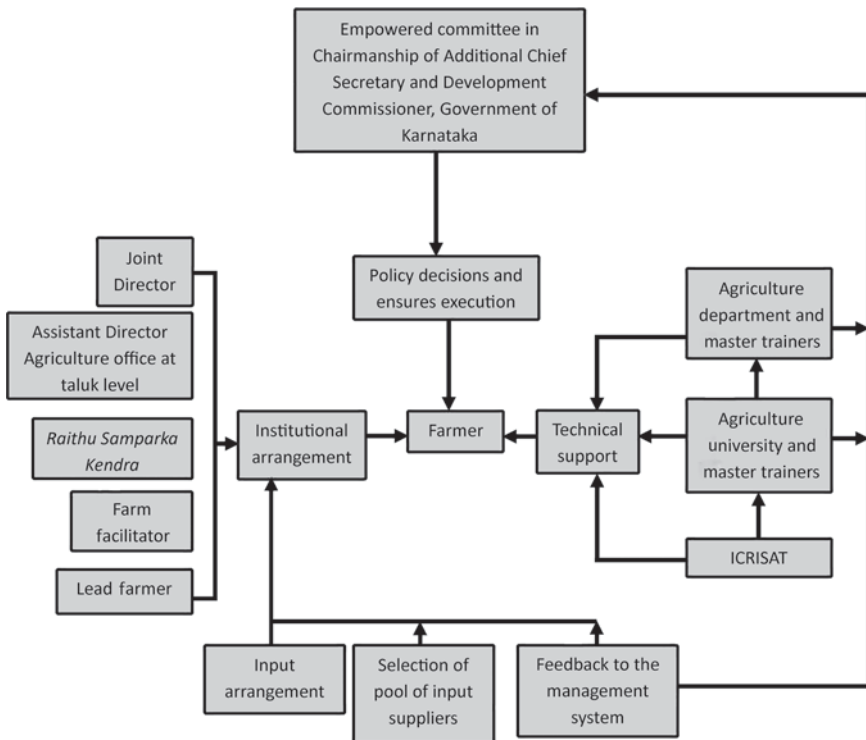 Empowered committee in
Chairmanship of Additional Chief
Secretary and Development
Commissioner, Government of
Karnataka
Policy decisions and
ensures execution
Joint
Director
Assistant Director
Agriculture office at
taluk level
Raithu Samparka
Kendra
Farm
facilitator
Lead farmer
Institutional
arrangement
Farmer
Technical
support
Agriculture
department and
master trainers
Agriculture
university and
master trainers
ICRISAT
Input
arrangement
Selection of
pool of input
suppliers
Feedback to the
management
system